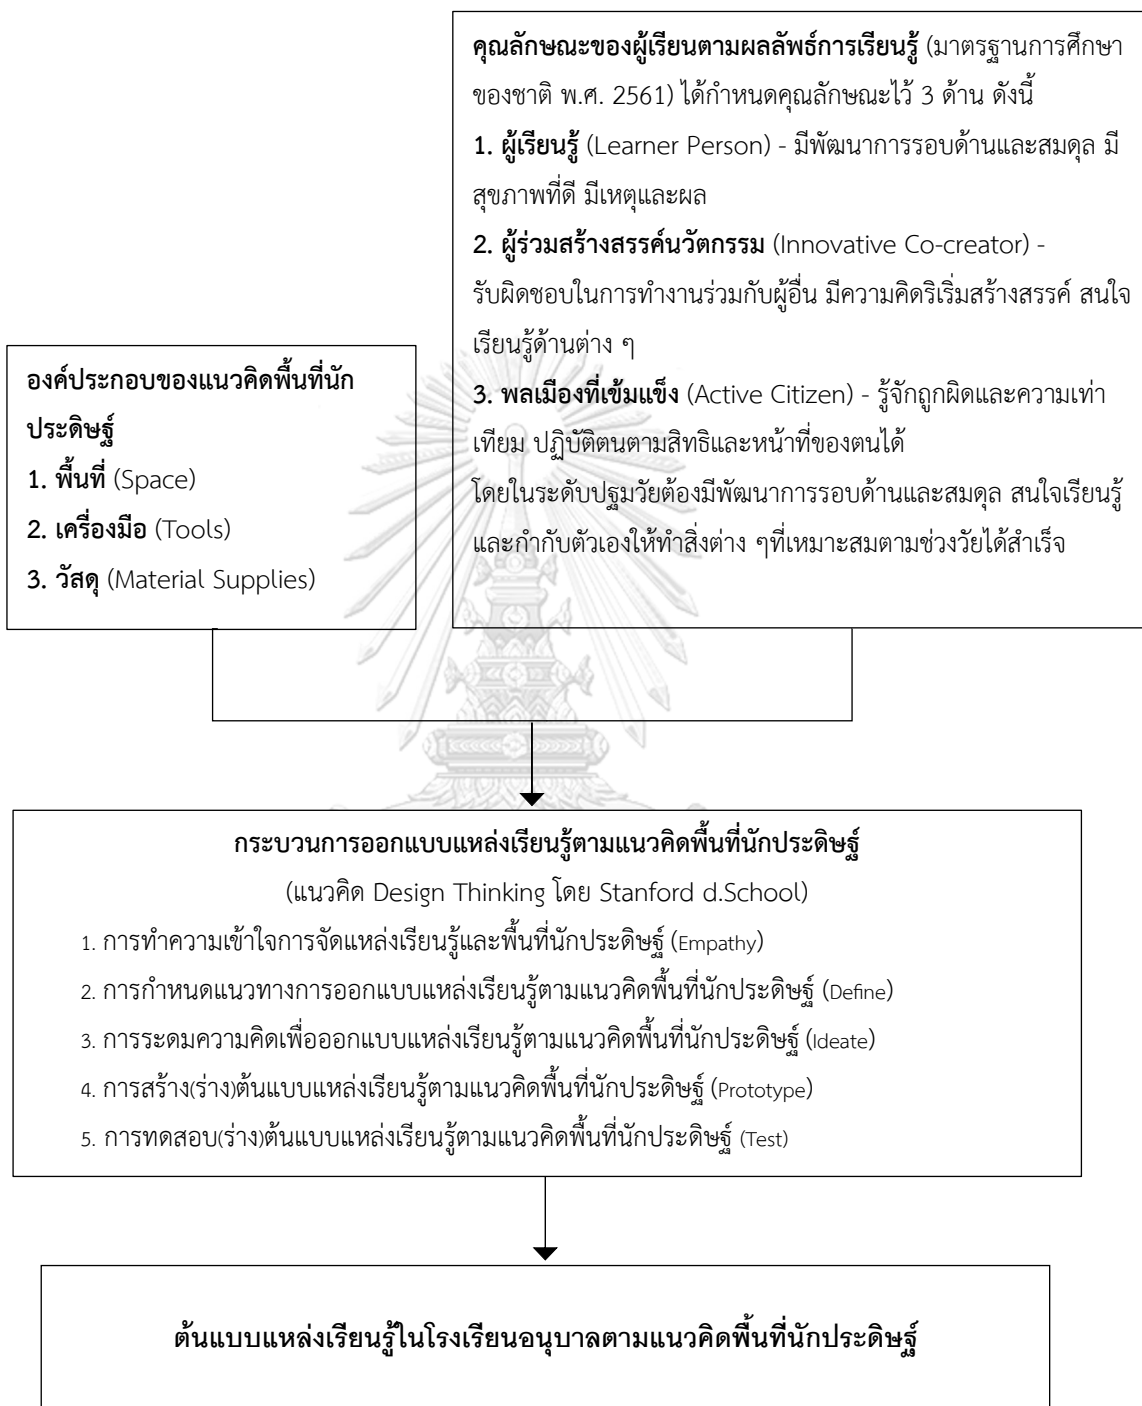 คุณลักษณะของผู้เรียนตามผลลัพธ์การเรียนรู้ (มาตรฐานการศึกษา
ของชาติ พ.ศ. 2561) ได้กำหนดคุณลักษณะไว้ 3 ด้าน ดังนี้
1. ผู้เรียนรู้ (Learner Person) - มีพัฒนาการรอบด้านและสมดุล มี
สุขภาพที่ดี มีเหตุและผล
2. ผู้ร่วมสร้างสรรค์นวัตกรรม (Innovative Co-creator) -
รับผิดชอบในการทำงานร่วมกับผู้อื่น มีความคิดริเริ่มสร้างสรรค์ สนใจ
เรียนรู้ด้านต่าง ๆ
3. พลเมืองที่เข้มแข็ง (Active Citizen) - รู้จักถูกผิดและความเท่า
เทียม ปฏิบัติตนตามสิทธิและหน้าที่ของตนได้
โดยในระดับปฐมวัยต้องมีพัฒนาการรอบด้านและสมดุล สนใจเรียนรู้
และกำกับตัวเองให้ทำสิ่งต่าง ๆที่เหมาะสมตามช่วงวัยได้สำเร็จ
องค์ประกอบของแนวคิดพื้นที่นัก
ประดิษฐ์
1. พื้นที่ (Space)
2. เครื่องมือ (Tools)
3. วัสดุ (Material Supplies)
กระบวนการออกแบบแหล่งเรียนรู้ตามแนวคิดพื้นที่นักประดิษฐ์
(แนวคิด Design Thinking โดย Stanford d.School)
1. การทำความเข้าใจการจัดแหล่งเรียนรู้และพื้นที่นักประดิษฐ์ (Empathy)
2. การกำหนดแนวทางการออกแบบแหล่งเรียนรู้ตามแนวคิดพื้นที่นักประดิษฐ์ (Define)
3. การระดมความคิดเพื่อออกแบบแหล่งเรียนรู้ตามแนวคิดพื้นที่นักประดิษฐ์ (Ideate)
4. การสร้าง(ร่าง)ต้นแบบแหล่งเรียนรู้ตามแนวคิดพื้นที่นักประดิษฐ์ (Prototype)
5. การทดสอบ(ร่าง)ต้นแบบแหล่งเรียนรู้ตามแนวคิดพื้นที่นักประดิษฐ์ (Test)
ต้นแบบแหล่งเรียนรู้ในโรงเรียนอนุบาลตามแนวคิดพื้นที่นักประดิษฐ์